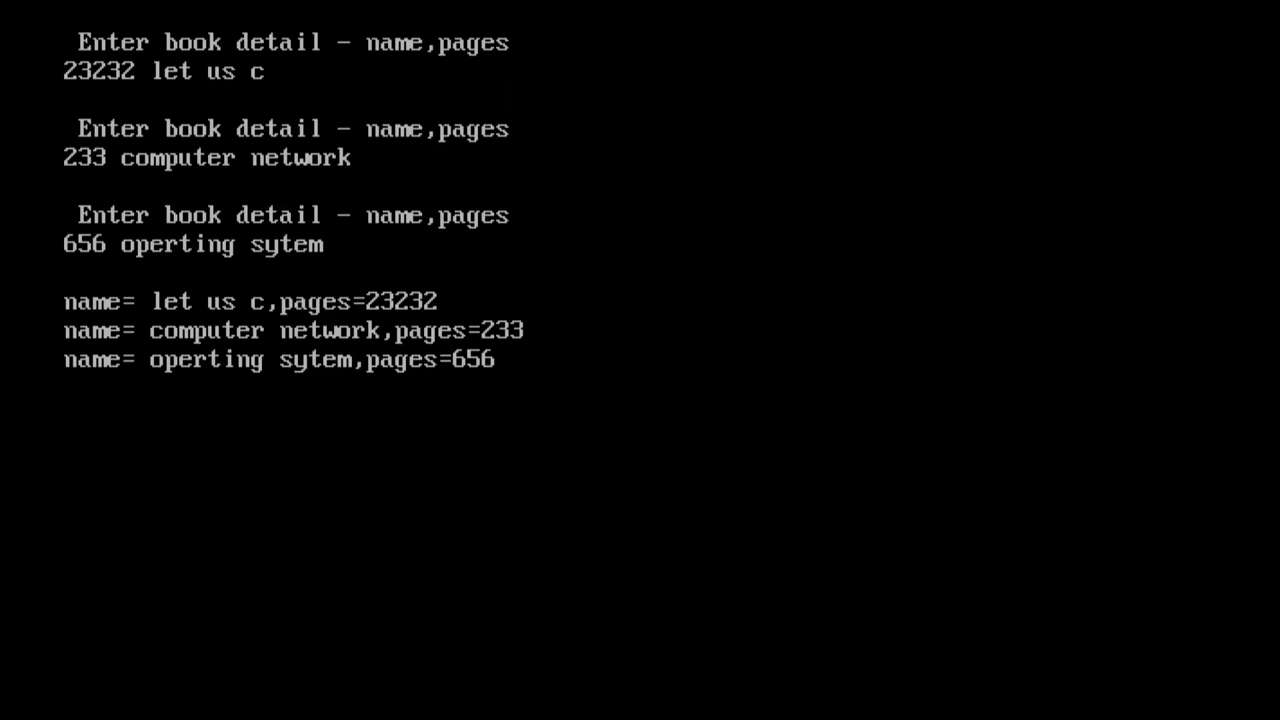 Enter book detail - name,pages
23232 let us c
Enter book detail - name,pages
233 computer network
Enter book detail - name,pages
656 operting sytem
name= let us c,pages=23232
name= computer network,pages=233
name= operting sytem,pages=656